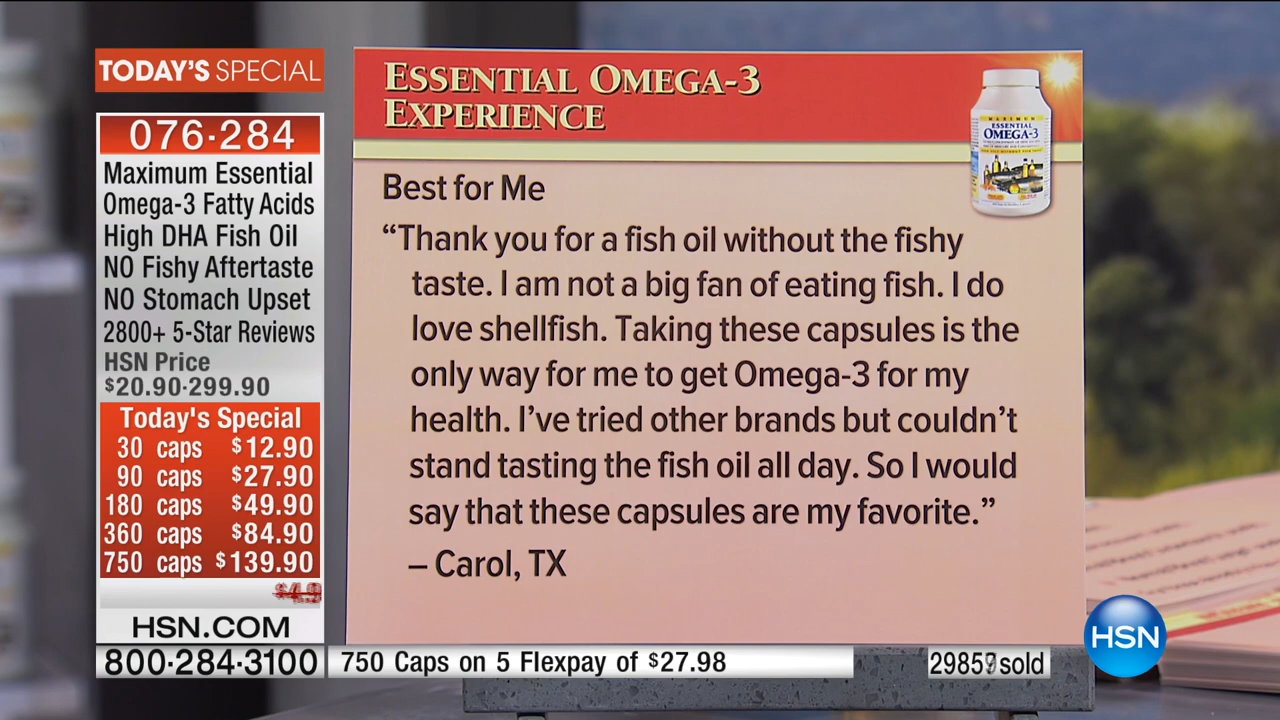 TODAY'S SPECIAL
076·284
Maximum Essential
Omega-3 Fatty Acids
High DHA Fish Oil
NO Fishy Aftertaste
NO Stomach Upset
2800+ 5-Star Reviews
HSN Price
$20.90-299.90
Today's Special
30 caps $12.90
90 caps $27.90
180 caps $49.90
360 caps $84.90
750 caps $139.90
HSN.COM
800·284·3100
ESSENTIAL OMEGA-3
EXPERIENCE
MAXIMUM
ESSENTIAL
OMEGA-3
Best for Me
“Thank you for a fish oil without the fishy
taste. I am not a big fan of eating fish. I do
love shellfish. Taking these capsules is the
only way for me to get Omega-3 for my
health. I’ve tried other brands but couldn’t
stand tasting the fish oil all day. So I would
say that these capsules are my favorite.”
– Carol, TX
HSN
750 Caps on 5 Flexpay of $27.98
sold